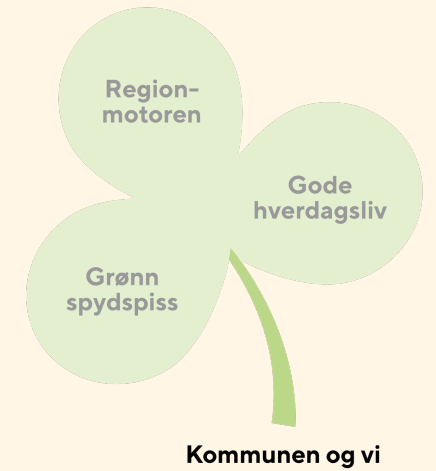 Region-
motoren
Gode
hverdagsliv
Grønn
spydspiss
Kommunen og vi